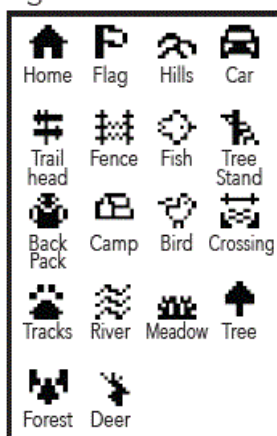 Home Flag Hills Car
Trail head Fence Fish Tree Stand
Back Pack Camp Bird Crossing
Tracks River Meadow Tree
Forest Deer